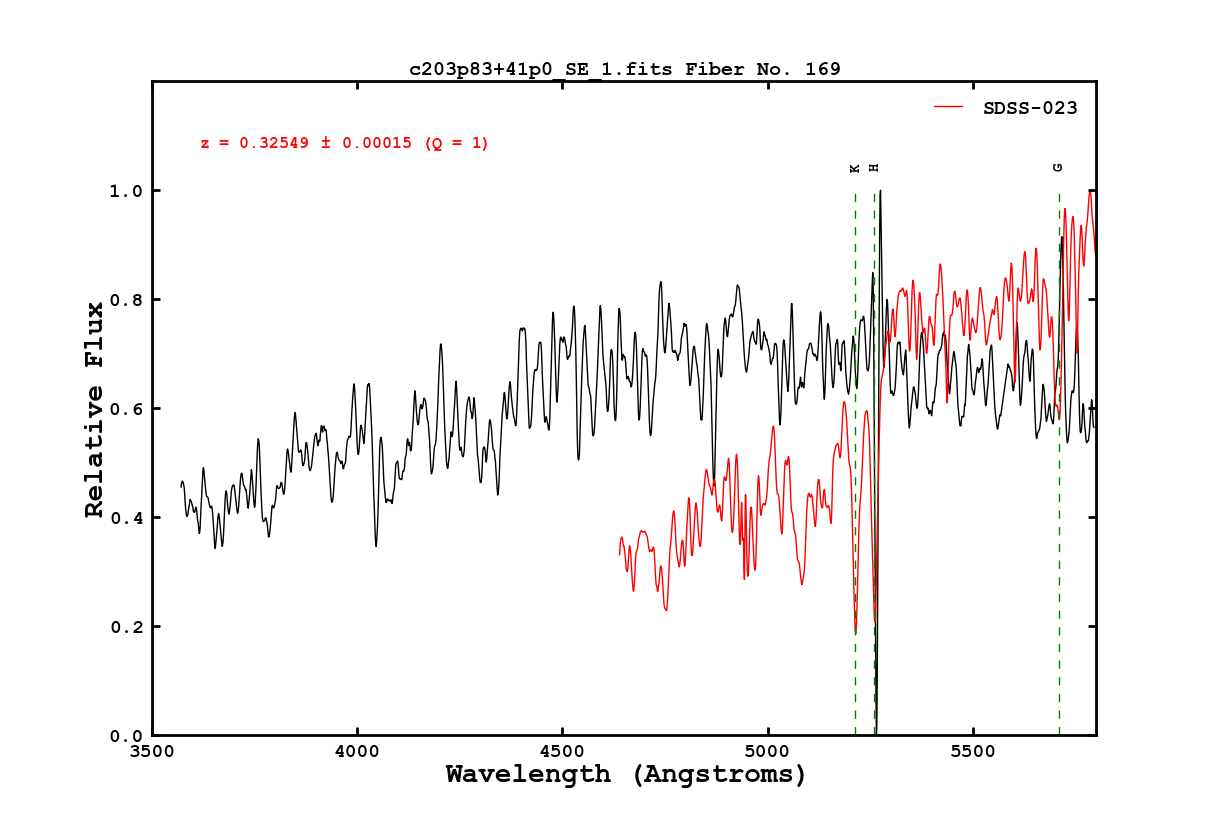 c203p83+41p0_SE_1.fits Fiber No. 169
SDSS-023
z = 0.32549 ± 0.00015 (Q = 1)
K H G
1.0
0.8
0.6
0.4
0.2
0.0
Relative Flux
3500 4000 4500 5000 5500
Wavelength (Angstroms)